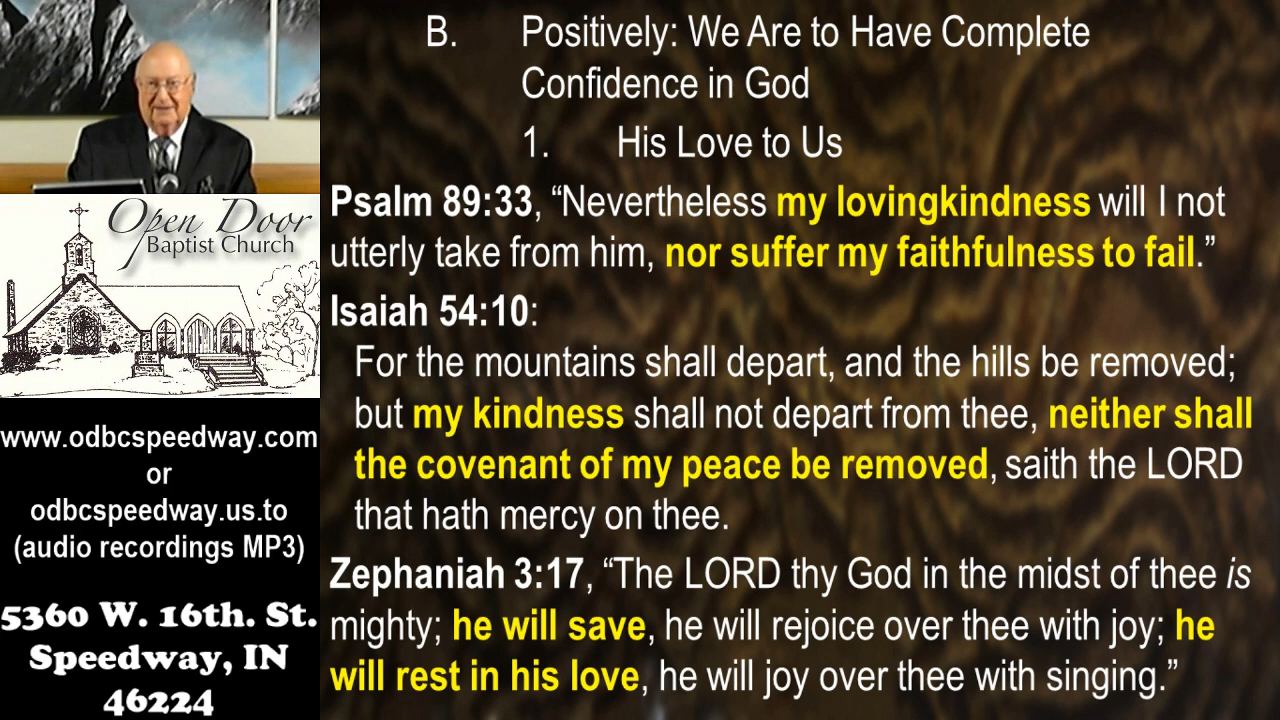 B. Positively: We Are to Have Complete
Confidence in God
1. His Love to Us
Psalm 89:33, “Nevertheless my lovingkindness will I not
utterly take from him, nor suffer my faithfulness to fail.”
Isaiah 54:10:
For the mountains shall depart, and the hills be removed;
but my kindness shall not depart from thee, neither shall
the covenant of my peace be removed, saith the LORD
that hath mercy on thee.
Zephaniah 3:17, “The LORD thy God in the midst of thee is
mighty; he will save, he will rejoice over thee with joy; he
will rest in his love, he will joy over thee with singing.”
Open Door
Baptist Church
www.odbcspeedway.com
or
odbcspeedway.us.to
(audio recordings MP3)
5360 W. 16th. St.
Speedway, IN
46224